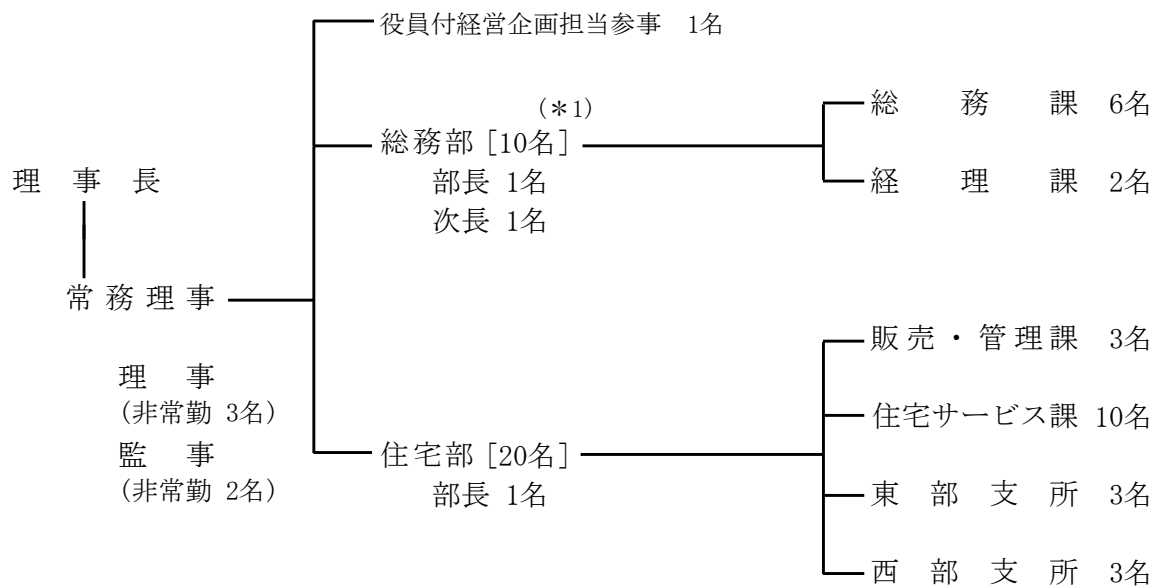 役員付経営企画担当参事 1名
(＊1)
総務部 [10名]
部長 1名
次長 1名
総務課 6名
経理課 2名
理事長
常務理事
理事
(非常勤 3名)
監事
(非常勤 2名)
住宅部 [20名]
部長 1名
販売・管理課 3名
住宅サービス課 10名
東部支所 3名
西部支所 3名